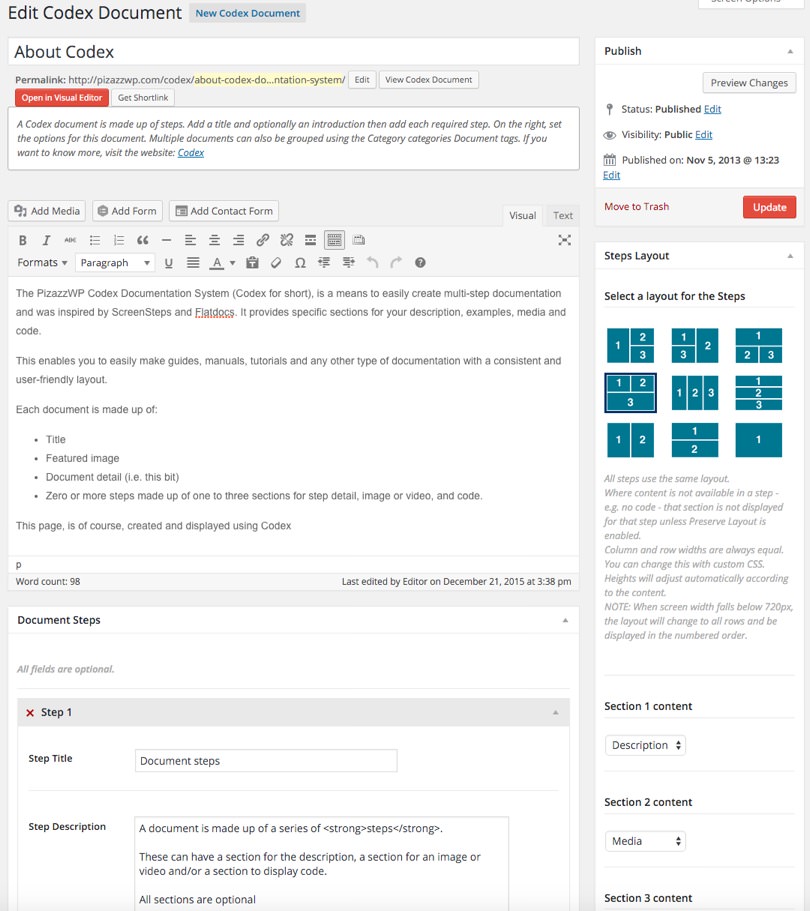 Edit Codex Document New Codex Document
Screen Options
About Codex
Permalink: http://pizazzwp.com/codex/about-codex-do...ntation-system/ Edit View Codex Document
Open in Visual Editor Get Shortlink
A Codex document is made up of steps. Add a title and optionally an introduction then add each required step. On the right, set
the options for this document. Multiple documents can also be grouped using the Category categories Document tags. If you
want to know more, visit the website: Codex
Add Media Add Form Add Contact Form
Visual Text
B I ABC
Formats Paragraph U A
The PizazzWP Codex Documentation System (Codex for short), is a means to easily create multi-step documentation
and was inspired by ScreenSteps and Flatdocs. It provides specific sections for your description, examples, media and
code.
This enables you to easily make guides, manuals, tutorials and any other type of documentation with a consistent and
user-friendly layout.
Each document is made up of:
• Title
• Featured image
• Document detail (i.e. this bit)
• Zero or more steps made up of one to three sections for step detail, image or video, and code.
This page, is of course, created and displayed using Codex
p
Word count: 98 Last edited by Editor on December 21, 2015 at 3:38 pm
Document Steps
All fields are optional.
Step 1
Step Title Document steps
Step Description A document is made up of a series of <strong>steps</strong>.
These can have a section for the description, a section for an image or
video and/or a section to display code.
All sections are optional
Publish
Preview Changes
Status: Published Edit
Visibility: Public Edit
Published on: Nov 5, 2013 @ 13:23
Edit
Move to Trash Update
Steps Layout
Select a layout for the Steps
1 2 3 1 3 2 1 2 3
1 2 3 1 2 3 1 2 3
1 2 1 2 1
All steps use the same layout.
Where content is not available in a step -
e.g. no code - that section is not displayed
for that step unless Preserve Layout is
enabled.
Column and row widths are always equal.
You can change this with custom CSS.
Heights will adjust automatically according
to the content.
NOTE: When screen width falls below 720px,
the layout will change to all rows and be
displayed in the numbered order.
Section 1 content
Description
Section 2 content
Media
Section 3 content